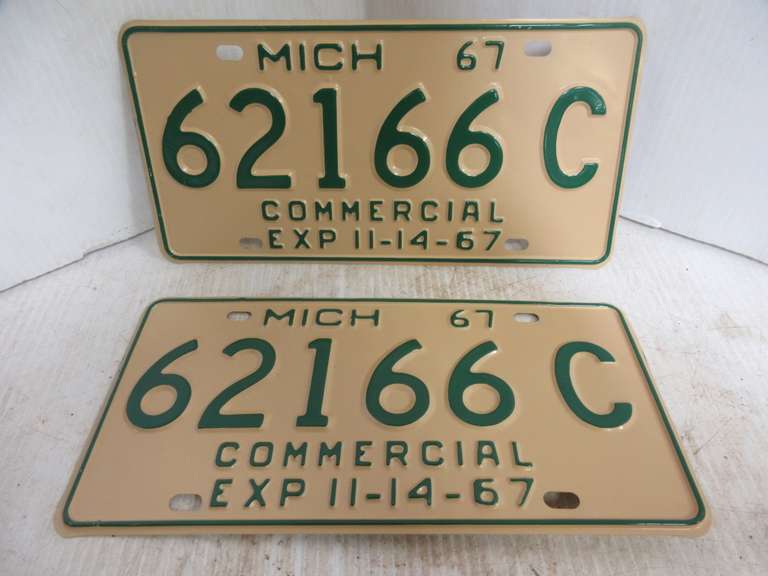 MICH 67
62166 C
COMMERCIAL
EXP 11-14-67
MICH 67
62166 C
COMMERCIAL
EXP 11-14-67